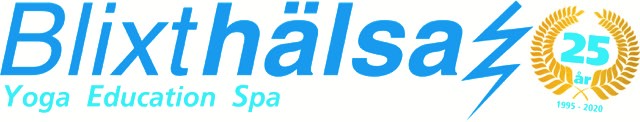 Blixthälsa
Yoga Education Spa
25
år
1995 - 2020